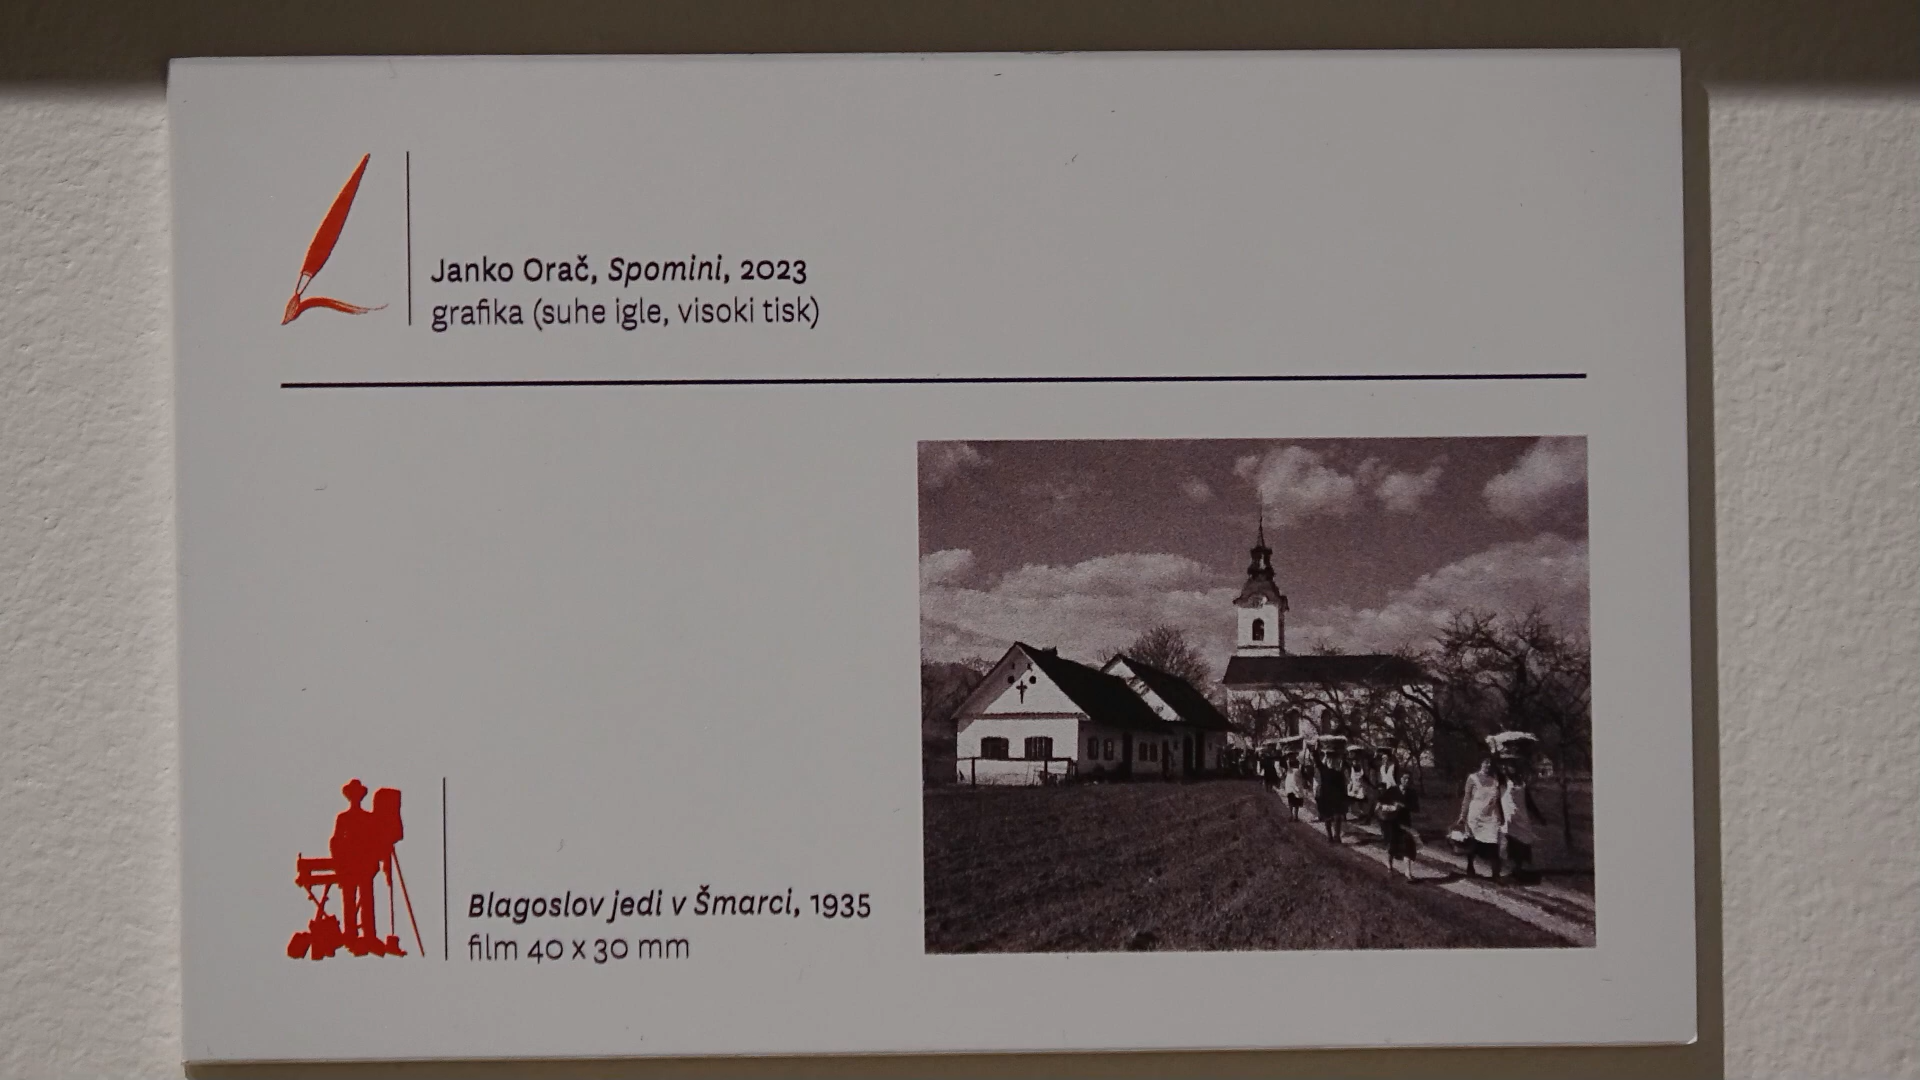 Janko Orač, Spomini, 2023
grafika (suhe igle, visoki tisk)
Blagoslov jedi v Šmarci, 1935
film 40 x 30 mm